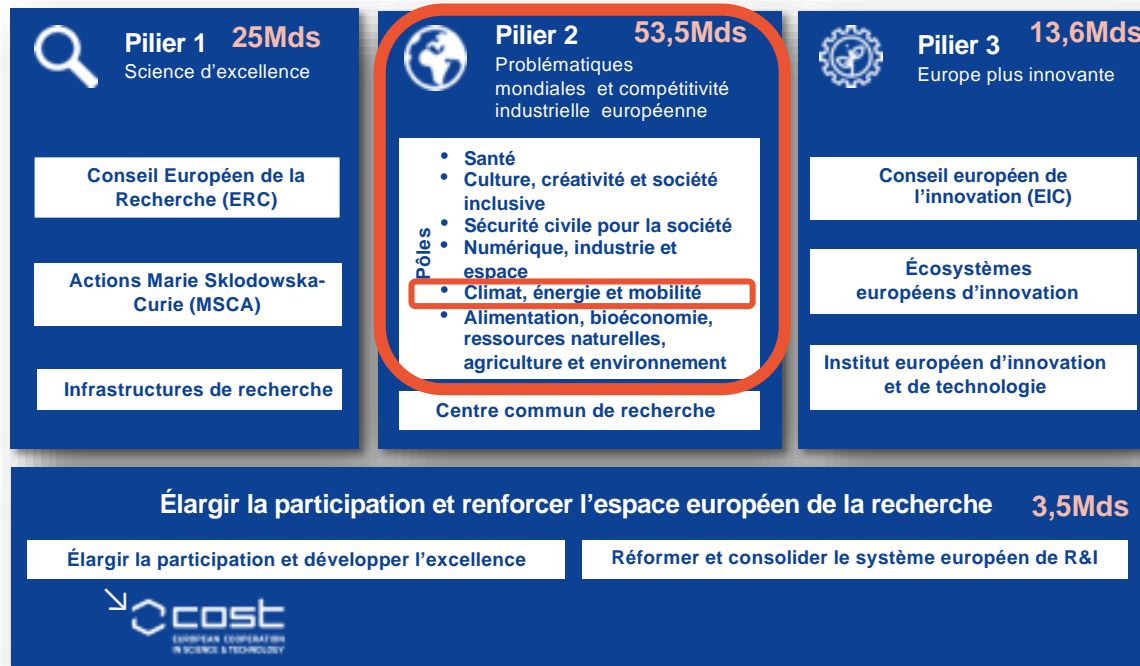 Pilier 1 25Mds
Science d'excellence
Conseil Européen de la
Recherche (ERC)
Actions Marie Sklodowska-
Curie (MSCA)
Infrastructures de recherche
Pilier 2 53,5Mds
Problématiques
mondiales et compétitivité
industrielle européenne
Pôles
• Santé
• Culture, créativité et société
inclusive
• Sécurité civile pour la société
• Numérique, industrie et
espace
• Climat, énergie et mobilité
• Alimentation, bioéconomie,
ressources naturelles,
agriculture et environnement
Centre commun de recherche
Pilier 3 13,6Mds
Europe plus innovante
Conseil européen de
l'innovation (EIC)
Écosystèmes
européens d'innovation
Institut européen d'innovation
et de technologie
Élargir la participation et renforcer l'espace européen de la recherche 3,5Mds
Élargir la participation et développer l'excellence
Réformer et consolider le système européen de R&I
cost
EUROPEAN COOPERATION
IN SCIENCE & TECHNOLOGY